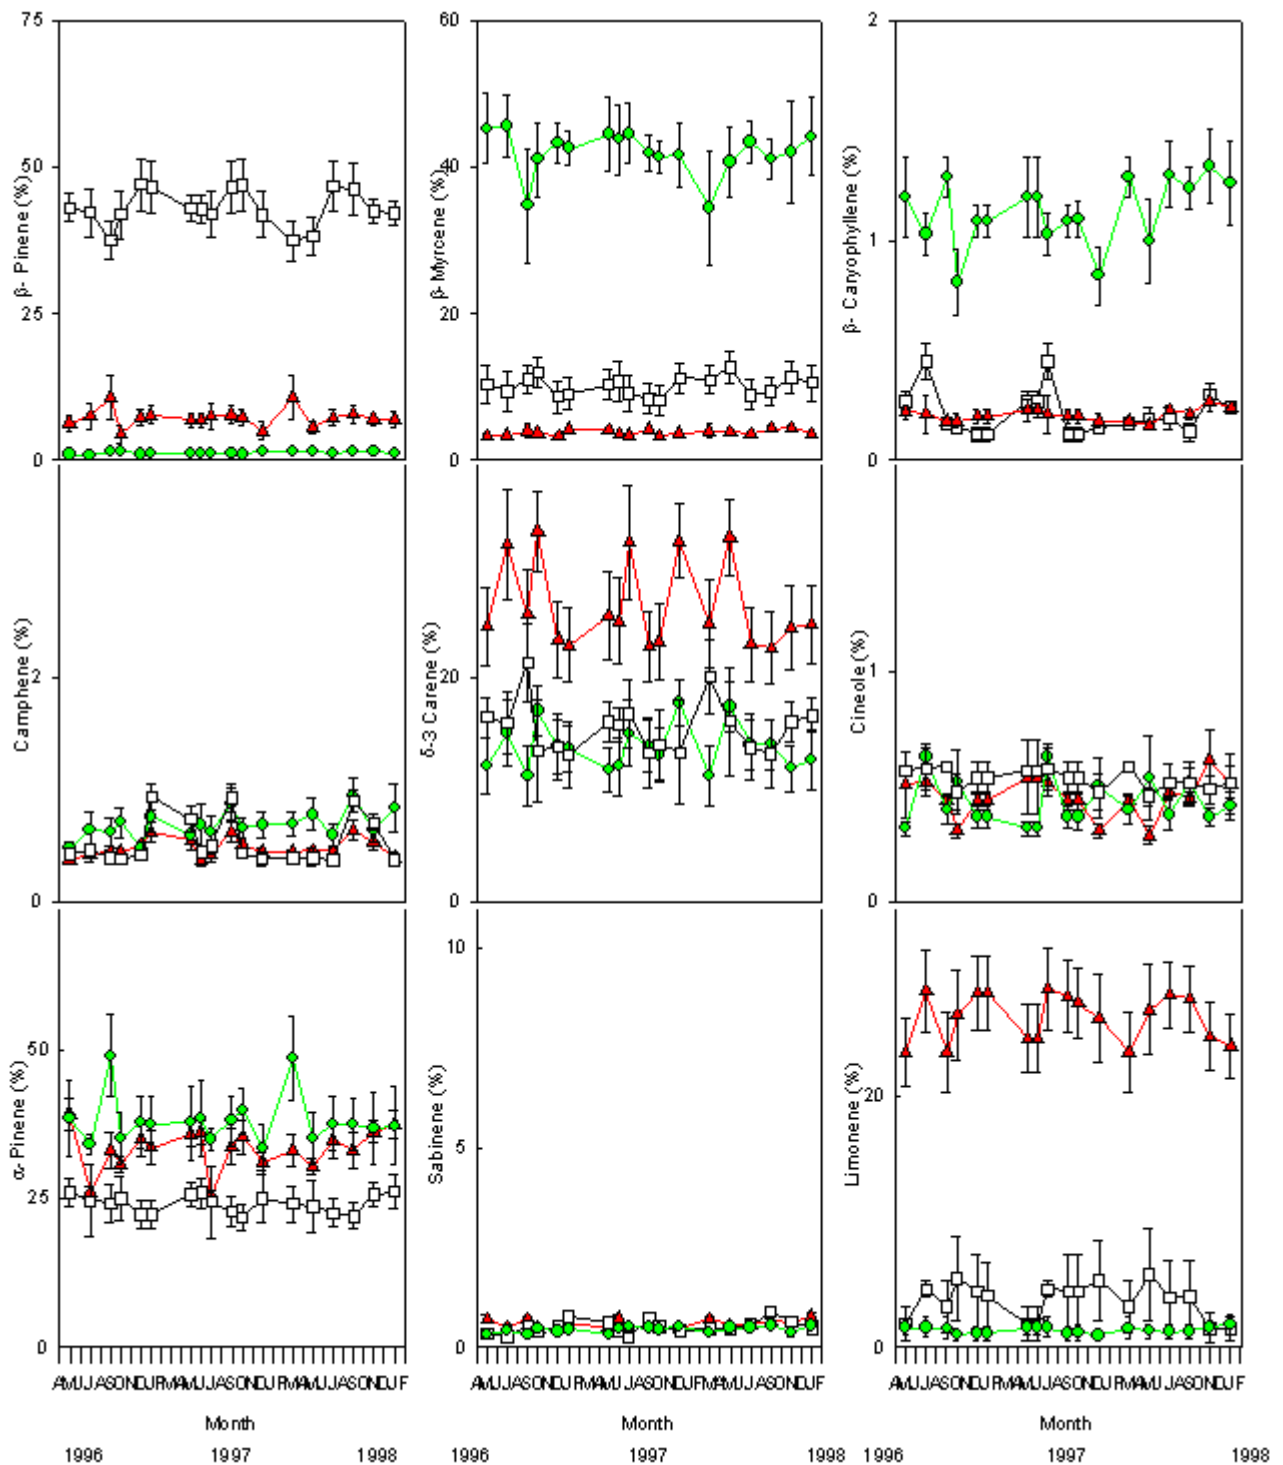 75
50
25
0
β- Pinene (%)
60
40
20
0
β- Myrcene (%)
2
1
0
β- Caryophyllene (%)
2
0
Camphene (%)
20
0
δ-3 Carene (%)
1
0
Cineole (%)
50
25
0
α- Pinene (%)
10
5
0
Sabinene (%)
20
0
Limonene (%)
Month
Month
Month
1996 1997 1998
1996 1997 1998
1996 1997 1998